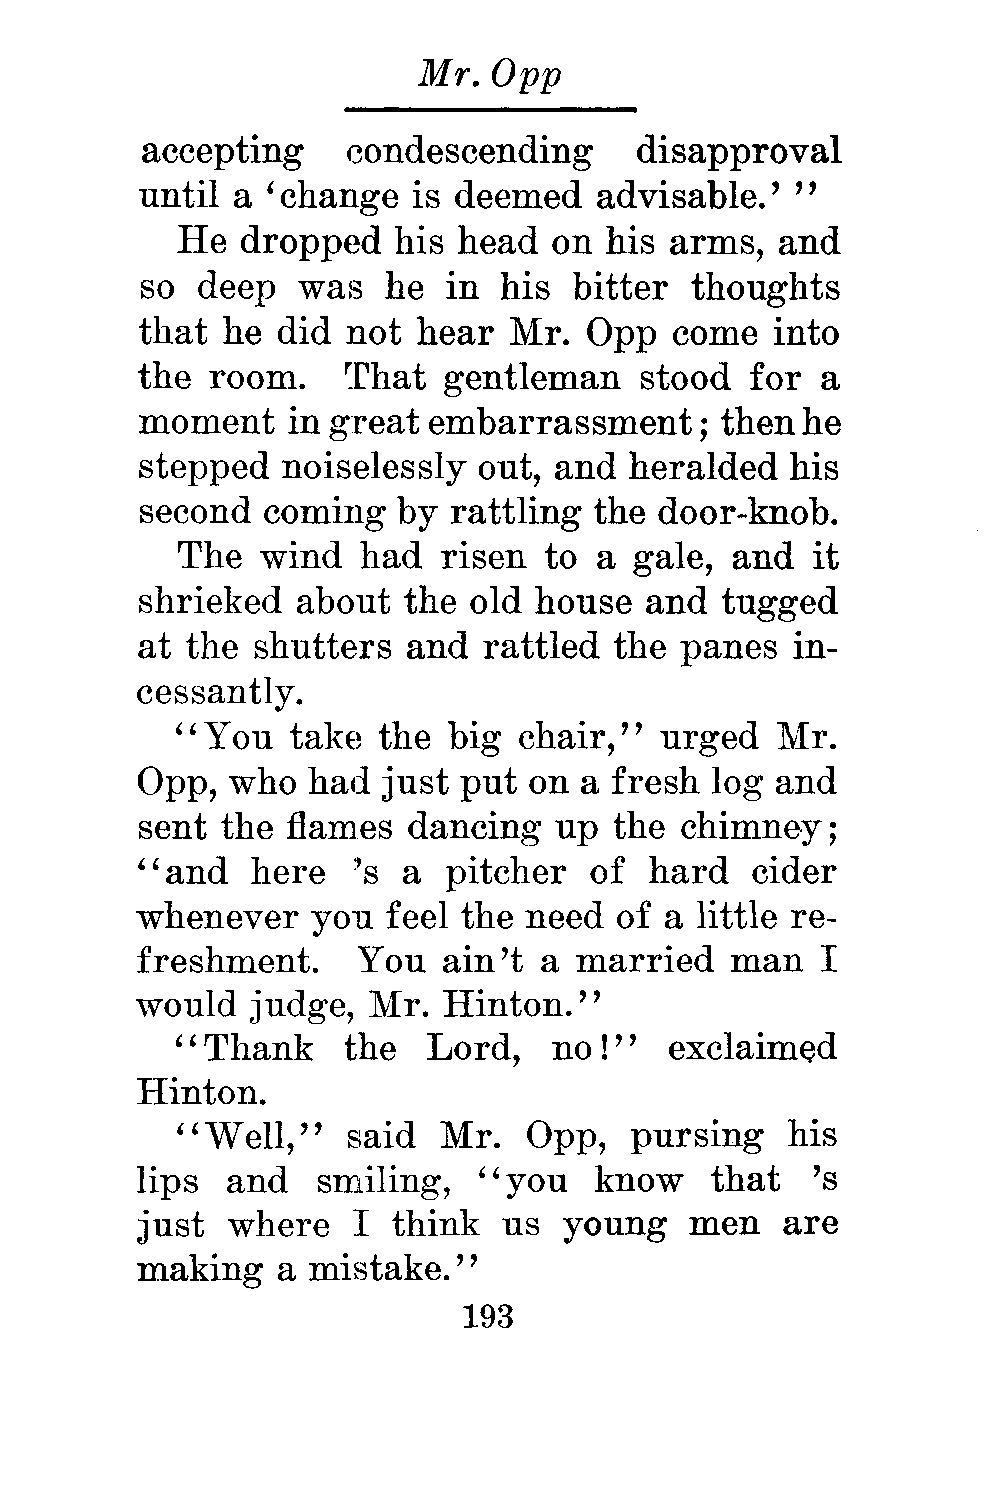 Mr. Opp
accepting condescending disapproval
until a ‘change is deemed advisable.’ ’’
He dropped his head on his arms, and
so deep was he in his bitter thoughts
that he did not hear Mr. Opp come into
the room. That gentleman stood for a
moment in great embarrassment; then he
stepped noiselessly out, and heralded his
second coming by rattling the door-knob.
The wind had risen to a gale, and it
shrieked about the old house and tugged
at the shutters and rattled the panes in-
cessantly.
‘‘You take the big chair,’’ urged Mr.
Opp, who had just put on a fresh log and
sent the flames dancing up the chimney;
‘‘and here ’s a pitcher of hard cider
whenever you feel the need of a little re-
freshment. You ain’t a married man I
would judge, Mr. Hinton.’’
‘‘Thank the Lord, no!’’ exclaimed
Hinton.
‘‘Well,’’ said Mr. Opp, pursing his
lips and smiling, ‘‘you know that ’s
just where I think us young men are
making a mistake.’’
193